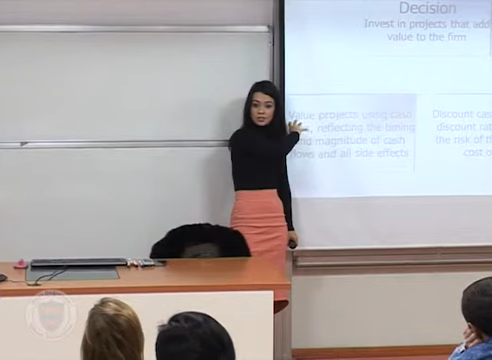 Decision
Invest in projects that add
value to the firm
Value projects using cash
, reflecting the timing
and magnitude of cash
flows and all side effects
Discount cas
discount rat
the risk of t
cost o